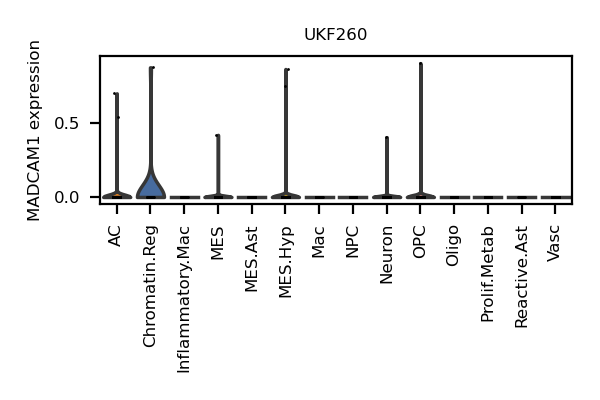 UKF260
MADCAM1 expression
0.5
0.0
AC
Chromatin.Reg
Inflammatory.Mac
MES
MES.Ast
MES.Hyp
Mac
NPC
Neuron
OPC
Oligo
Prolif.Metab
Reactive.Ast
Vasc